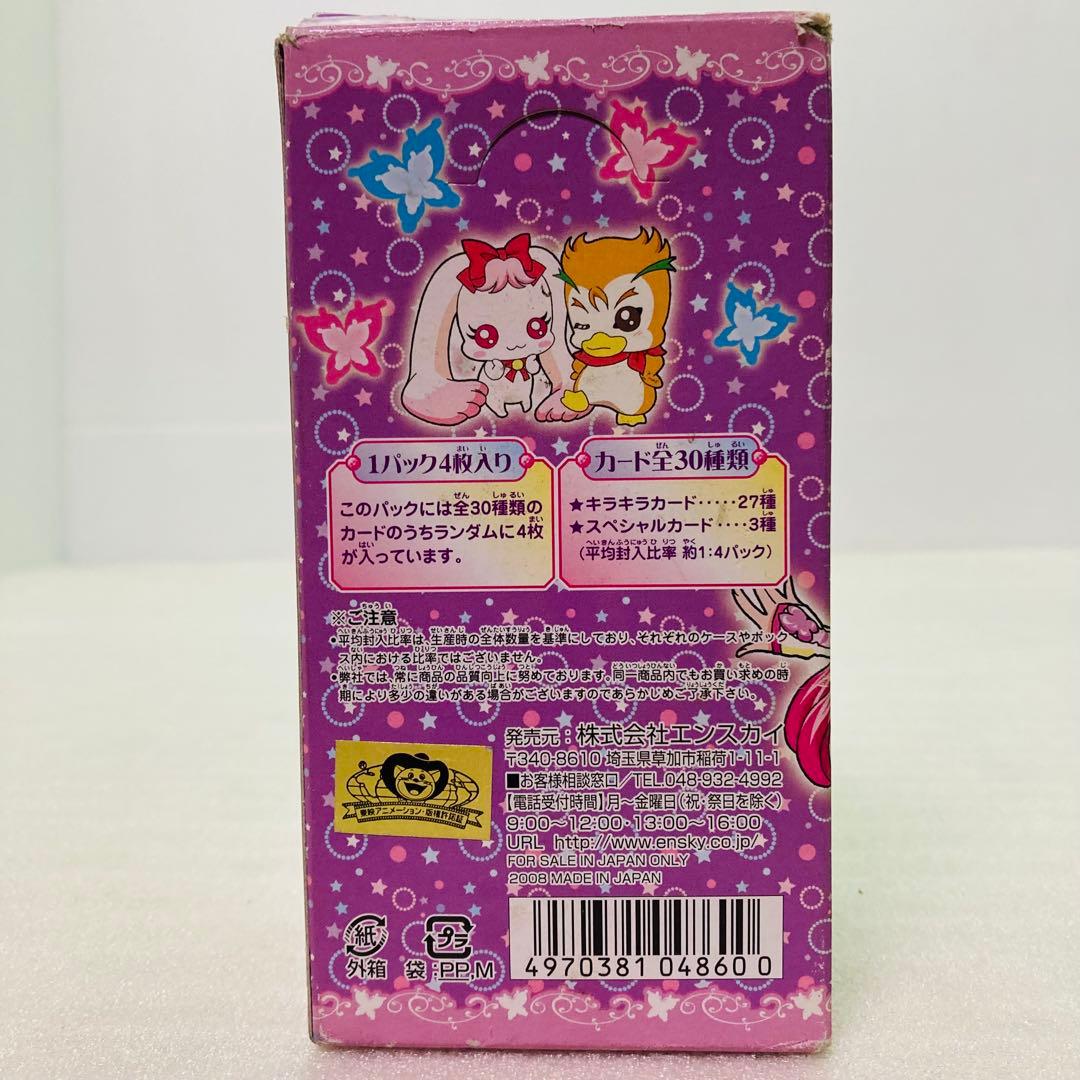 1パック4枚入り
このパックには全30種類の
カードのうちランダムに4枚
が入っています。
カード全30種類
★キラキラカード・・・・・27種
★スペシャルカード・・・・3種
(平均封入比率 約1:4パック)
※ご注意
•平均封入比率は、生産時の全体数量を基準にしており、それぞれのケースやボック
ス内における比率ではございません。
•弊社では、常に商品の品質向上に努めております。同一商品内でもお買い求めの時
期により多少の違いがある場合がございますのであらかじめご了承下さい。
発売元：株式会社エンスカイ
〒340-8610 埼玉県草加市稲荷1-11-1
■お客様相談窓口/TEL.048-932-4992
【電話受付時間】月～金曜日(祝・祭日を除く)
9:00～12:00・13:00～16:00
URL http://www.ensky.co.jp/
FOR SALE IN JAPAN ONLY
2008 MADE IN JAPAN
東映アニメーション・版権許諾証
紙
外箱
プラ
袋:PP,M
4970381048600